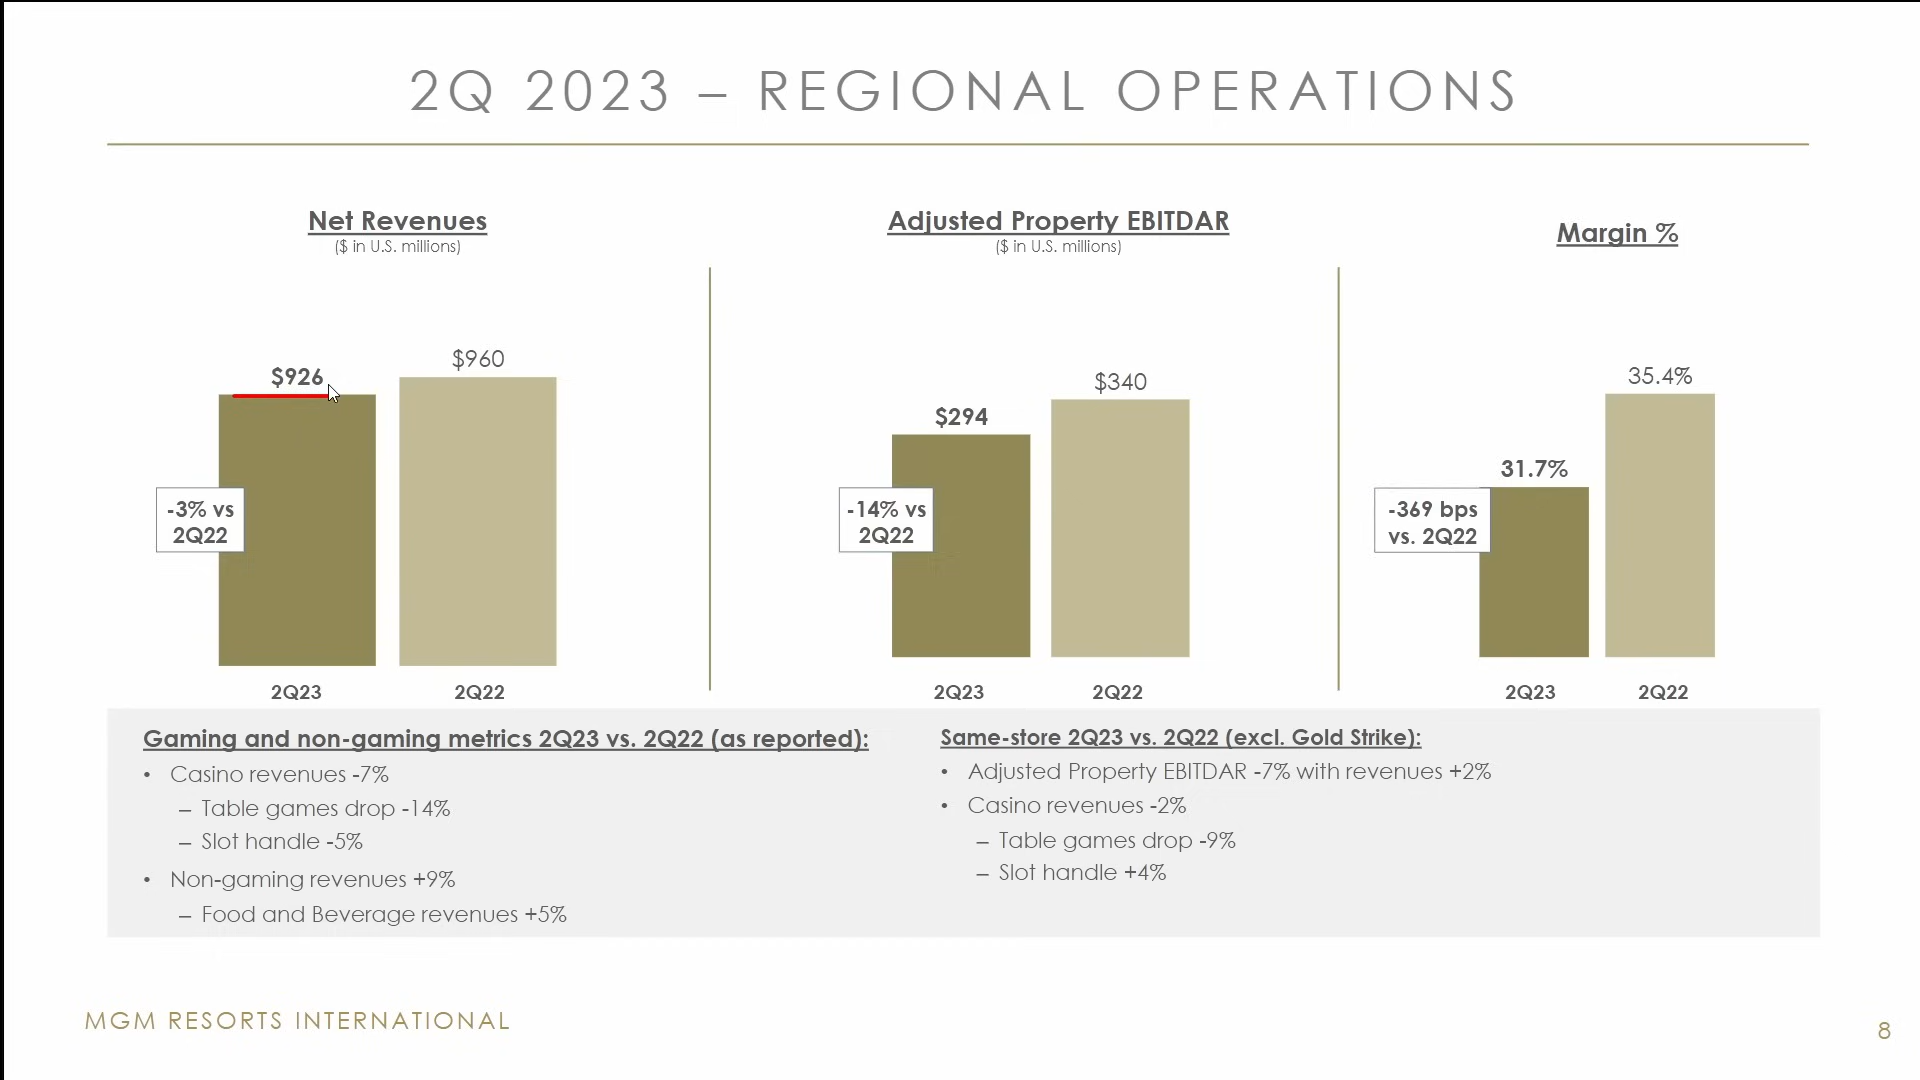 2Q 2023 – REGIONAL OPERATIONS
Net Revenues
($ in U.S. millions)
$926
$960
-3% vs
2Q22
2Q23
2Q22
Adjusted Property EBITDAR
($ in U.S. millions)
$294
$340
-14% vs
2Q22
2Q23
2Q22
Margin %
31.7%
35.4%
-369 bps
vs. 2Q22
2Q23
2Q22
Gaming and non-gaming metrics 2Q23 vs. 2Q22 (as reported):
• Casino revenues -7%
– Table games drop -14%
– Slot handle -5%
• Non-gaming revenues +9%
– Food and Beverage revenues +5%
Same-store 2Q23 vs. 2Q22 (excl. Gold Strike):
• Adjusted Property EBITDAR -7% with revenues +2%
• Casino revenues -2%
– Table games drop -9%
– Slot handle +4%
MGM RESORTS INTERNATIONAL
8